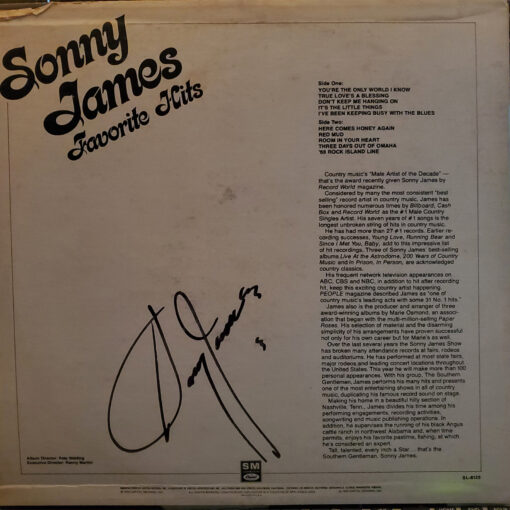 Sonny
James
Favorite Hits
Side One:
YOU'RE THE ONLY WORLD I KNOW
TRUE LOVE'S A BLESSING
DON'T KEEP ME HANGING ON
IT'S THE LITTLE THINGS
I'VE BEEN KEEPING BUSY WITH THE BLUES
Side Two:
HERE COMES HONEY AGAIN
RED MUD
ROOM IN YOUR HEART
THREE DAYS OUT OF OMAHA
'69 ROCK ISLAND LINE
Country music's "Male Artist of the Decade" —
that's the award recently given Sonny James by
Record World magazine.
Considered by many the most consistent "best
selling" record artist in country music, James has
been honored numerous times by Billboard, Cash
Box and Record World as the #1 Male Country
Singles Artist. His seven years of #1 songs is the
longest unbroken string of hits in country music.
He has had more than 27 #1 records. Earlier re-
cording successes, Young Love, Running Bear and
Since I Met You, Baby, add to this impressive list
of hit recordings. Three of Sonny James' best-selling
albums Live At the Astrodome, 200 Years of Country
Music and In Prison, In Person, are acknowledged
country classics.
His frequent network television appearances on
ABC, CBS and NBC, in addition to hit after recording
hit, keep this exciting country artist happening.
PEOPLE magazine described James as "one of
country music's leading acts with some 31 No. 1 hits."
James also is the producer and arranger of three
award-winning albums by Marie Osmond, an associ-
ation that began with the multi-million-selling Paper
Roses. His selection of material and the disarming
simplicity of his arrangements have proven successful
not only for his own career but for Marie's as well.
Over the last several years the Sonny James Show
has broken many attendance records at fairs, rodeos
and auditoriums. He has performed at most state fairs,
major rodeos and leading concert locations throughout
the United States. This year he will make more than 100
personal appearances. With his group, The Southern
Gentlemen, James performs his many hits and presents
one of the most entertaining shows in all of country
music, duplicating his famous record sound on stage.
Making his home in a beautiful hilly section of
Nashville, Tenn., James divides his time among his
performing engagements, recording activities,
songwriting and music publishing operations. In
addition, he supervises the running of his black Angus
cattle ranch in northwest Alabama and, when time
permits, enjoys his favorite pastime, fishing, at which
he's considered an expert.
Tall, talented, every inch a Star... that's the
Southern Gentleman, Sonny James.
SM
Capitol